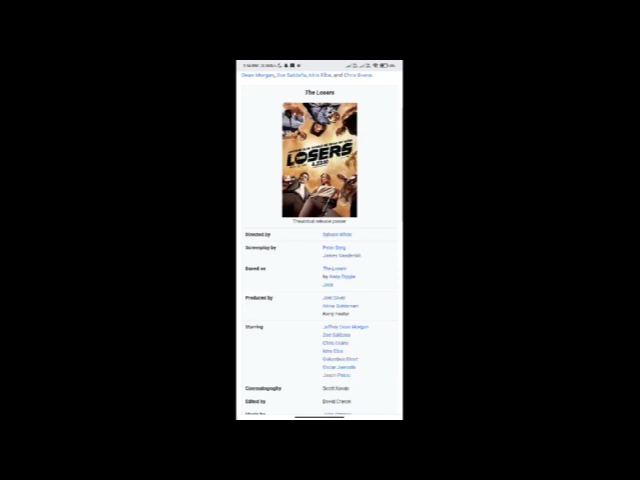 Dean Morgan, Zoe Saldaña, Idris Elba, and Chris Evans.
The Losers
LOSERS
Theatrical release poster
Directed by Sylvain White
Screenplay by Peter Berg
James Vanderbilt
Based on The Losers
by Andy Diggle
Jock
Produced by Joel Silver
Akiva Goldsman
Kerry Foster
Starring Jeffrey Dean Morgan
Zoe Saldana
Chris Evans
Idris Elba
Columbus Short
Oscar Jaenada
Jason Patric
Cinematography Scott Kevan
Edited by David Checel